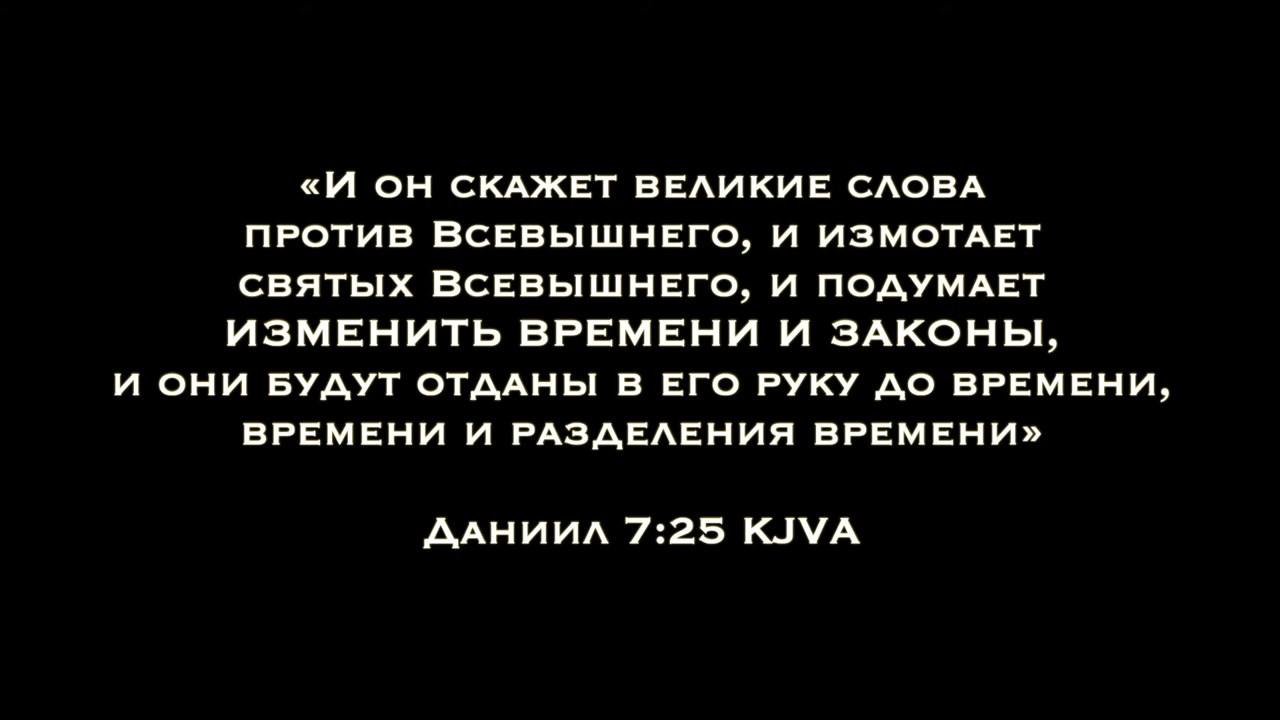 «И он скажет великие слова
против Всевышнего, и измотает
святых Всевышнего, и подумает
ИЗМЕНИТЬ ВРЕМЕНИ И ЗАКОНЫ,
и они будут отданы в его руку до времени,
времени и разделения времени»
Даниил 7:25 KJVA